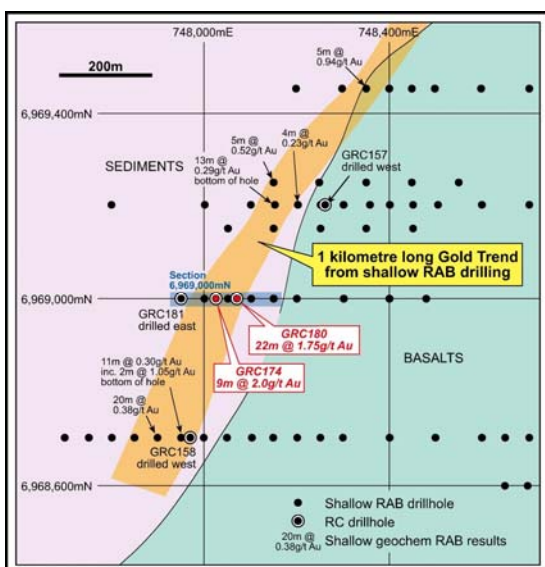 748,000mE
748,400mE
200m
5m @
0.94g/t Au
6,969,400mN
4m @
0.23g/t Au
5m @
0.52g/t Au
GRC157
drilled west
SEDIMENTS
13m @
0.29g/t Au
bottom of hole
1 kilometre long Gold Trend
from shallow RAB drilling
Section
6,969,000mN
6,969,000mN
GRC181
drilled east
GRC180
22m @ 1.75g/t Au
BASALTS
GRC174
9m @ 2.0g/t Au
11m @ 0.30g/t Au
inc. 2m @ 1.05g/t Au
bottom of hole
20m @
0.38g/t Au
GRC158
drilled west
6,968,600mN
Shallow RAB drillhole
RC drillhole
20m @
0.38g/t Au
Shallow geochem RAB results